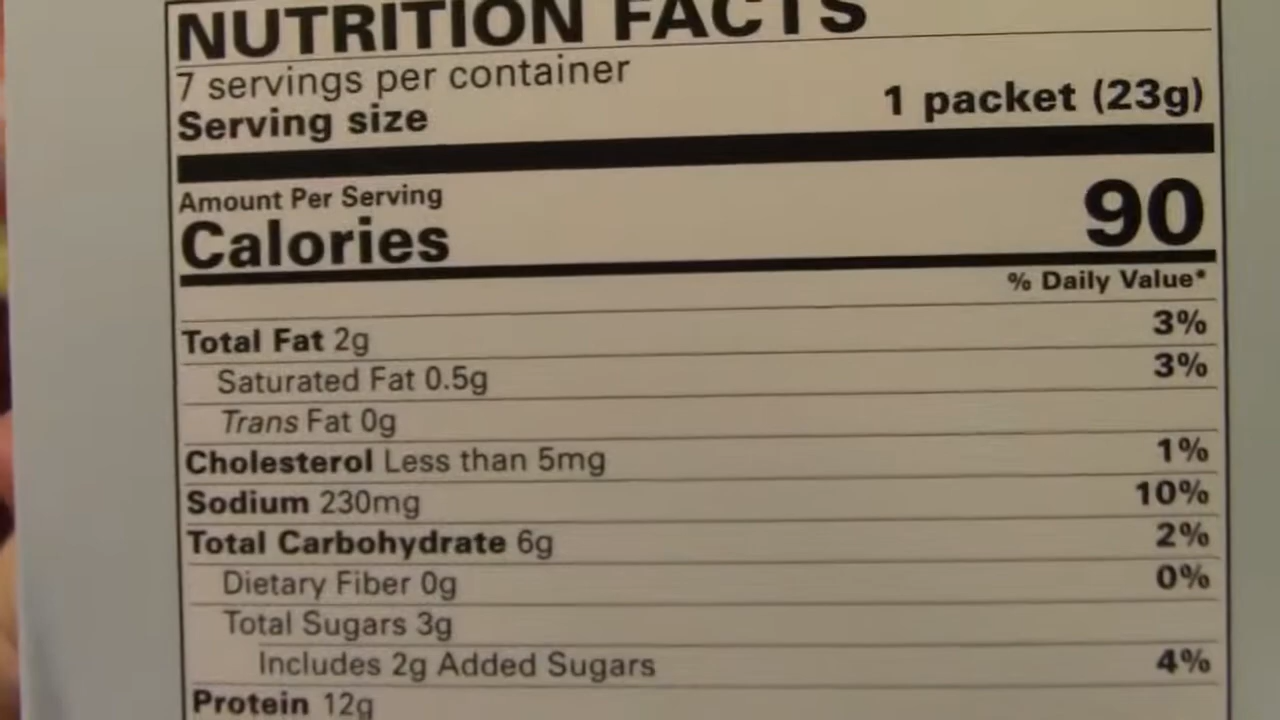 NUTRITION FACTS
7 servings per container
Serving size 1 packet (23g)
Amount Per Serving
Calories 90
% Daily Value*
Total Fat 2g 3%
Saturated Fat 0.5g 3%
Trans Fat 0g
Cholesterol Less than 5mg 1%
Sodium 230mg 10%
Total Carbohydrate 6g 2%
Dietary Fiber 0g 0%
Total Sugars 3g
Includes 2g Added Sugars 4%
Protein 12g